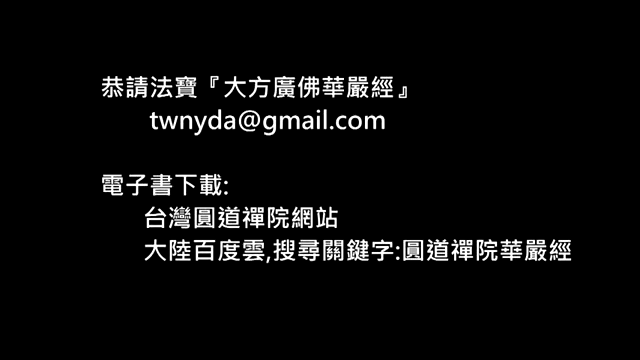 恭請法寶『大方廣佛華嚴經』
twnyda@gmail.com
電子書下載:
台灣圓道禪院網站
大陸百度雲,搜尋關鍵字:圓道禪院華嚴經